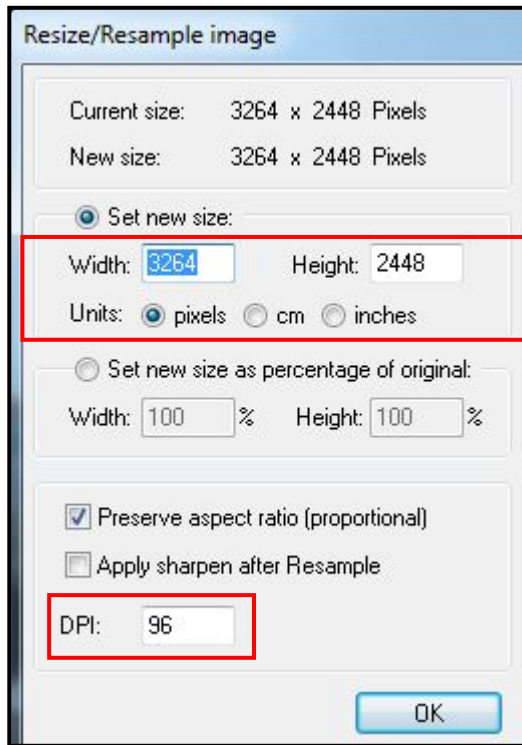 Resize/Resample image
Current size: 3264 x 2448 Pixels
New size: 3264 x 2448 Pixels
Set new size:
Width: 3264 Height: 2448
Units: pixels cm inches
Set new size as percentage of original:
Width: 100 % Height: 100 %
Preserve aspect ratio (proportional)
Apply sharpen after Resample
DPI: 96
OK